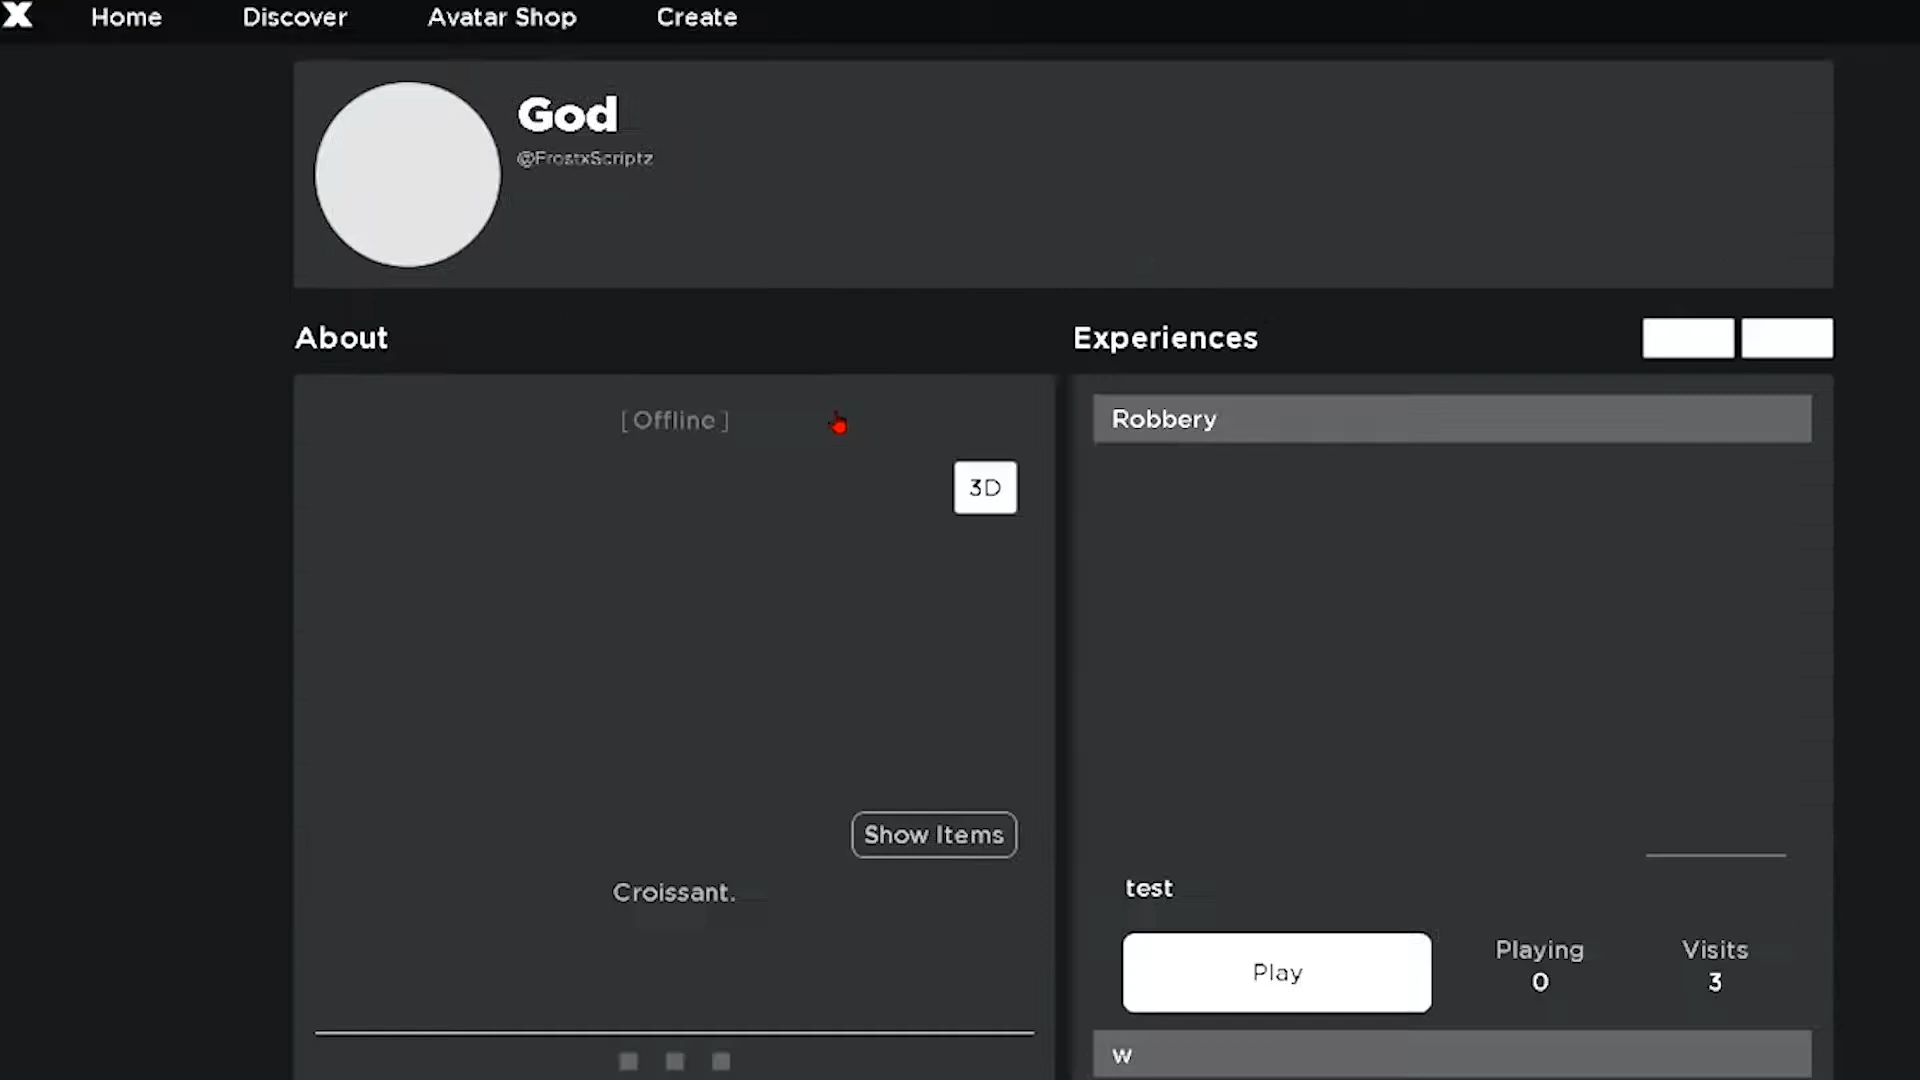 X Home Discover Avatar Shop Create
God
@FrostxScriptz
About
Experiences
[ Offline ]
Robbery
3D
Show Items
Croissant.
test
Play
Playing
0
Visits
3
w